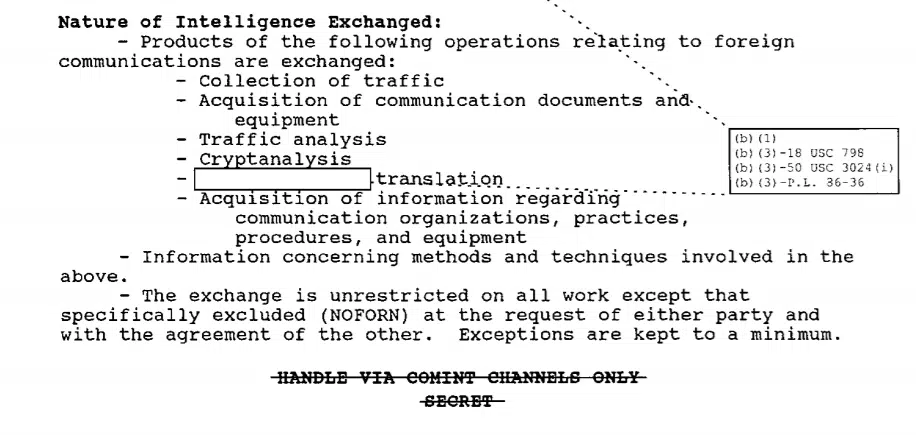 Nature of Intelligence Exchanged:
- Products of the following operations relating to foreign
communications are exchanged:
- Collection of traffic
- Acquisition of communication documents and
equipment
- Traffic analysis
- Cryptanalysis
- translation
- Acquisition of information regarding
communication organizations, practices,
procedures, and equipment
- Information concerning methods and techniques involved in the
above.
- The exchange is unrestricted on all work except that
specifically excluded (NOFORN) at the request of either party and
with the agreement of the other. Exceptions are kept to a minimum.
(b) (1)
(b) (3)-18 USC 798
(b) (3)-50 USC 3024(i)
(b) (3)-P.L. 36-36
HANDLE VIA COMINT CHANNELS ONLY
SECRET